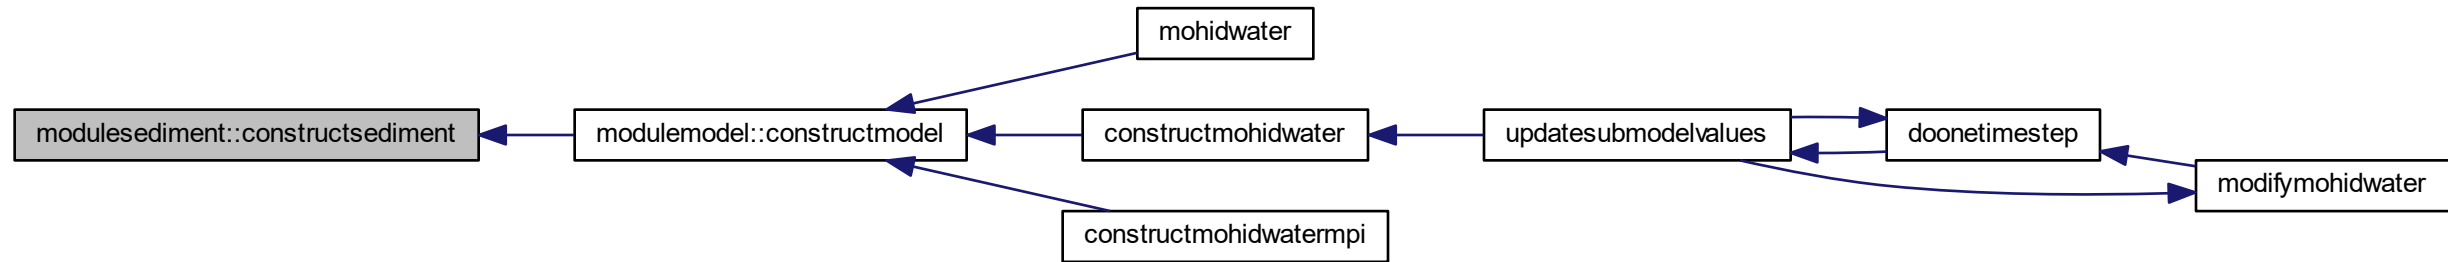 mohidwater
modulesediment::constructsediment
modulemodel::constructmodel
constructmohidwater
updatesubmodelvalues
doonetimestep
modifymohidwater
constructmohidwatermpi